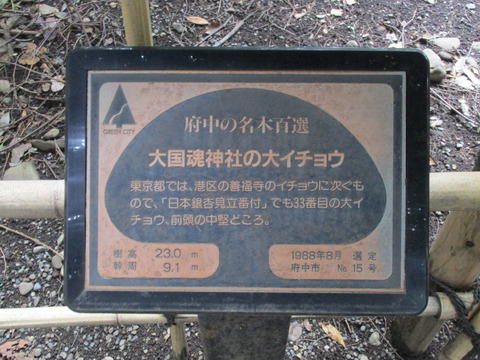 GREEN CITY
府中の名木百選
大国魂神社の大イチョウ
東京都では、港区の善福寺のイチョウに次ぐも
ので、「日本銀杏見立番付」でも33番目の大イ
チョウ、前頭の中堅どころ。
樹高 23.0 m
幹周 9.1 m
1988年8月 選定
府中市 No 15 号